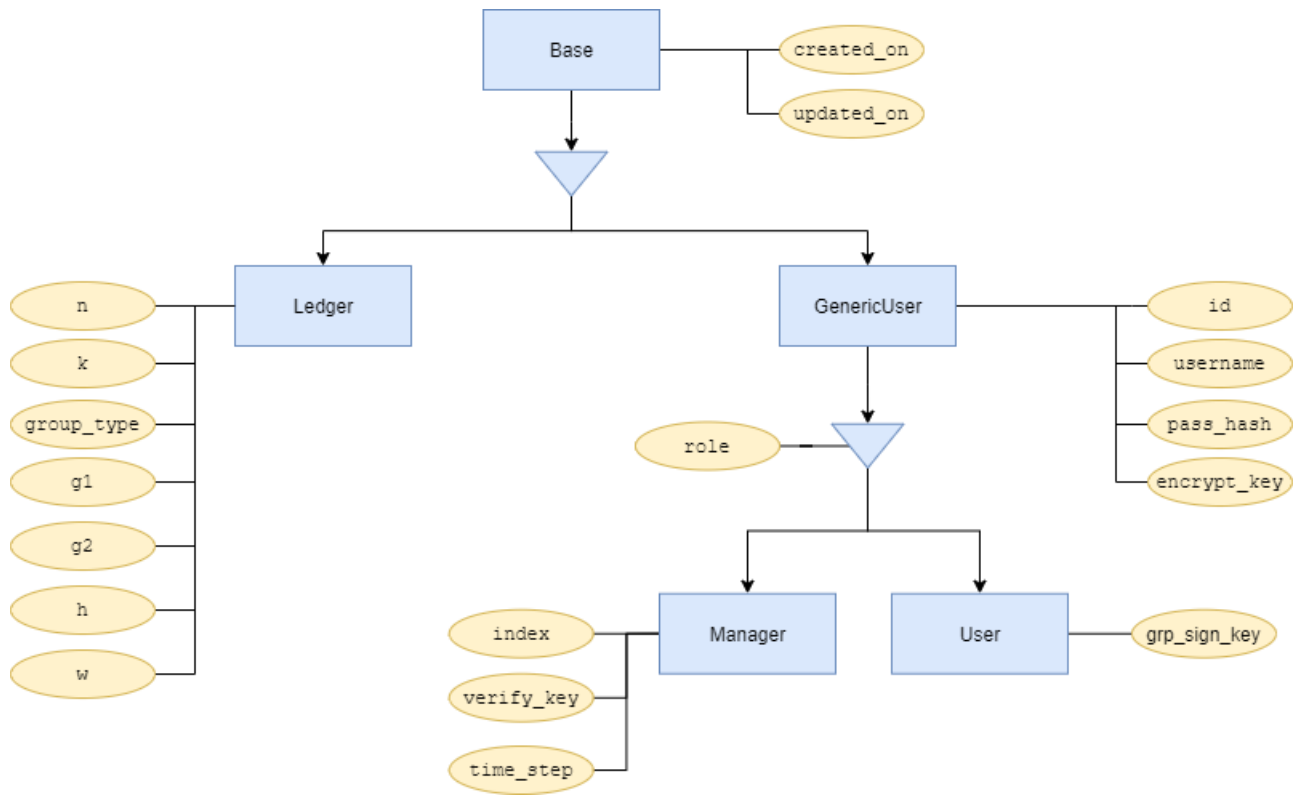 Base
created_on
updated_on
Ledger
GenericUser
n
k
group_type
g1
g2
h
w
id
username
pass_hash
encrypt_key
role
Manager
User
index
verify_key
time_step
grp_sign_key